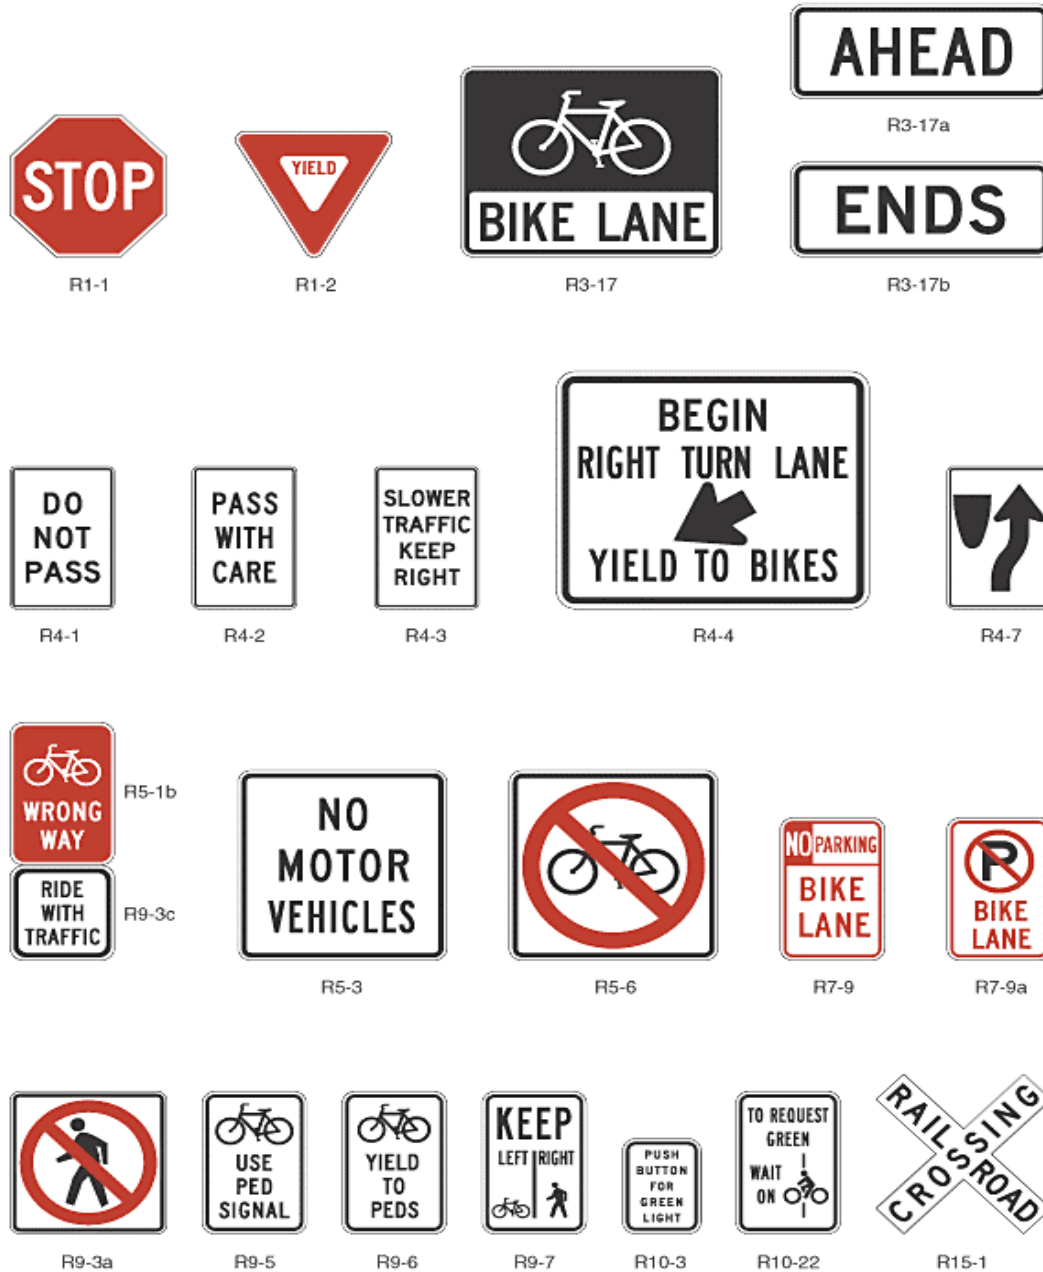 AHEAD
R3-17a
STOP
R1-1
YIELD
R1-2
BIKE LANE
R3-17
ENDS
R3-17b
DO
NOT
PASS
R4-1
PASS
WITH
CARE
R4-2
SLOWER
TRAFFIC
KEEP
RIGHT
R4-3
BEGIN
RIGHT TURN LANE
YIELD TO BIKES
R4-4
R4-7
WRONG
WAY
R5-1b
RIDE
WITH
TRAFFIC
R9-3c
NO
MOTOR
VEHICLES
R5-3
R5-6
NO PARKING
BIKE
LANE
R7-9
P
BIKE
LANE
R7-9a
R9-3a
USE
PED
SIGNAL
R9-5
YIELD
TO
PEDS
R9-6
KEEP
LEFT RIGHT
R9-7
PUSH
BUTTON
FOR
GREEN
LIGHT
R10-3
TO REQUEST
GREEN
WAIT
ON
R10-22
RAILROAD
CROSSING
R15-1